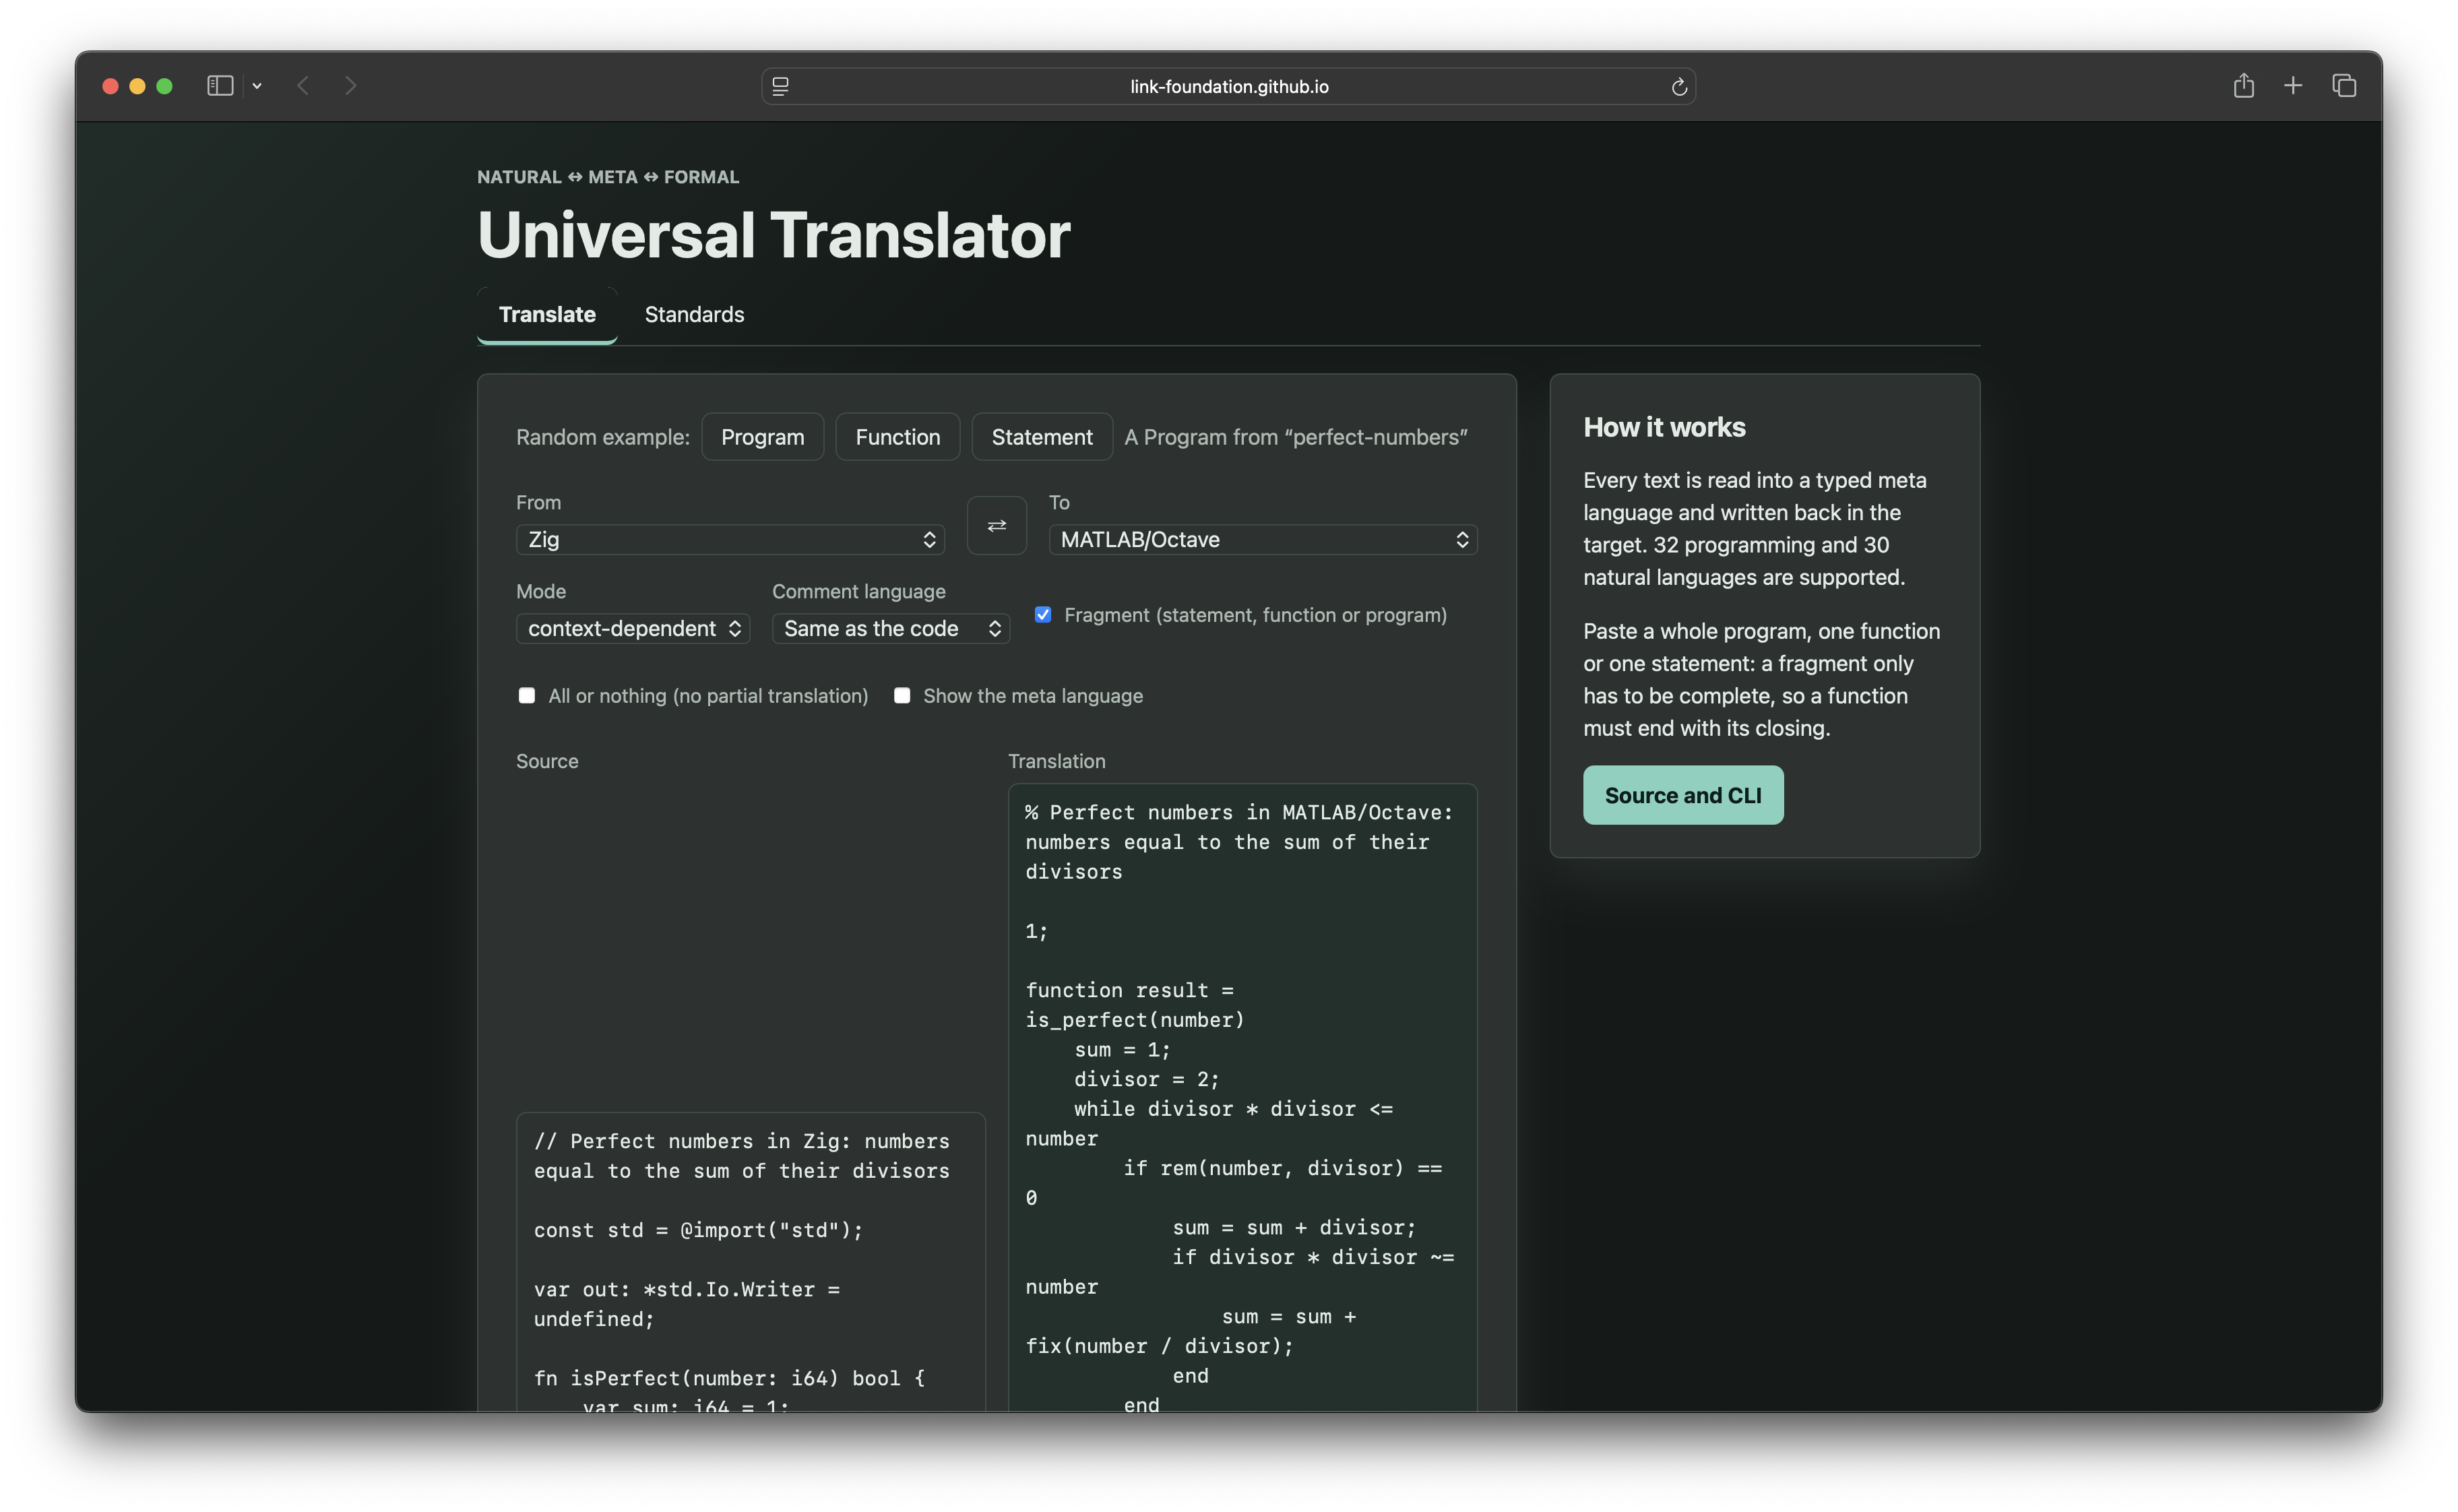 link-foundation.github.io
NATURAL ↔ META ↔ FORMAL
Universal Translator
Translate
Standards
Random example:
Program
Function
Statement
A Program from “perfect-numbers”
From
Zig
⇄
To
MATLAB/Octave
Mode
context-dependent
Comment language
Same as the code
Fragment (statement, function or program)
All or nothing (no partial translation)
Show the meta language
Source
// Perfect numbers in Zig: numbers
equal to the sum of their divisors
const std = @import("std");
var out: *std.Io.Writer =
undefined;
fn isPerfect(number: i64) bool {
    var sum: i64 = 1;
Translation
% Perfect numbers in MATLAB/Octave:
numbers equal to the sum of their
divisors
1;
function result =
is_perfect(number)
    sum = 1;
    divisor = 2;
    while divisor * divisor <=
number
        if rem(number, divisor) ==
0
            sum = sum + divisor;
            if divisor * divisor ~=
number
                sum = sum +
fix(number / divisor);
            end
        end
How it works
Every text is read into a typed meta
language and written back in the
target. 32 programming and 30
natural languages are supported.
Paste a whole program, one function
or one statement: a fragment only
has to be complete, so a function
must end with its closing.
Source and CLI